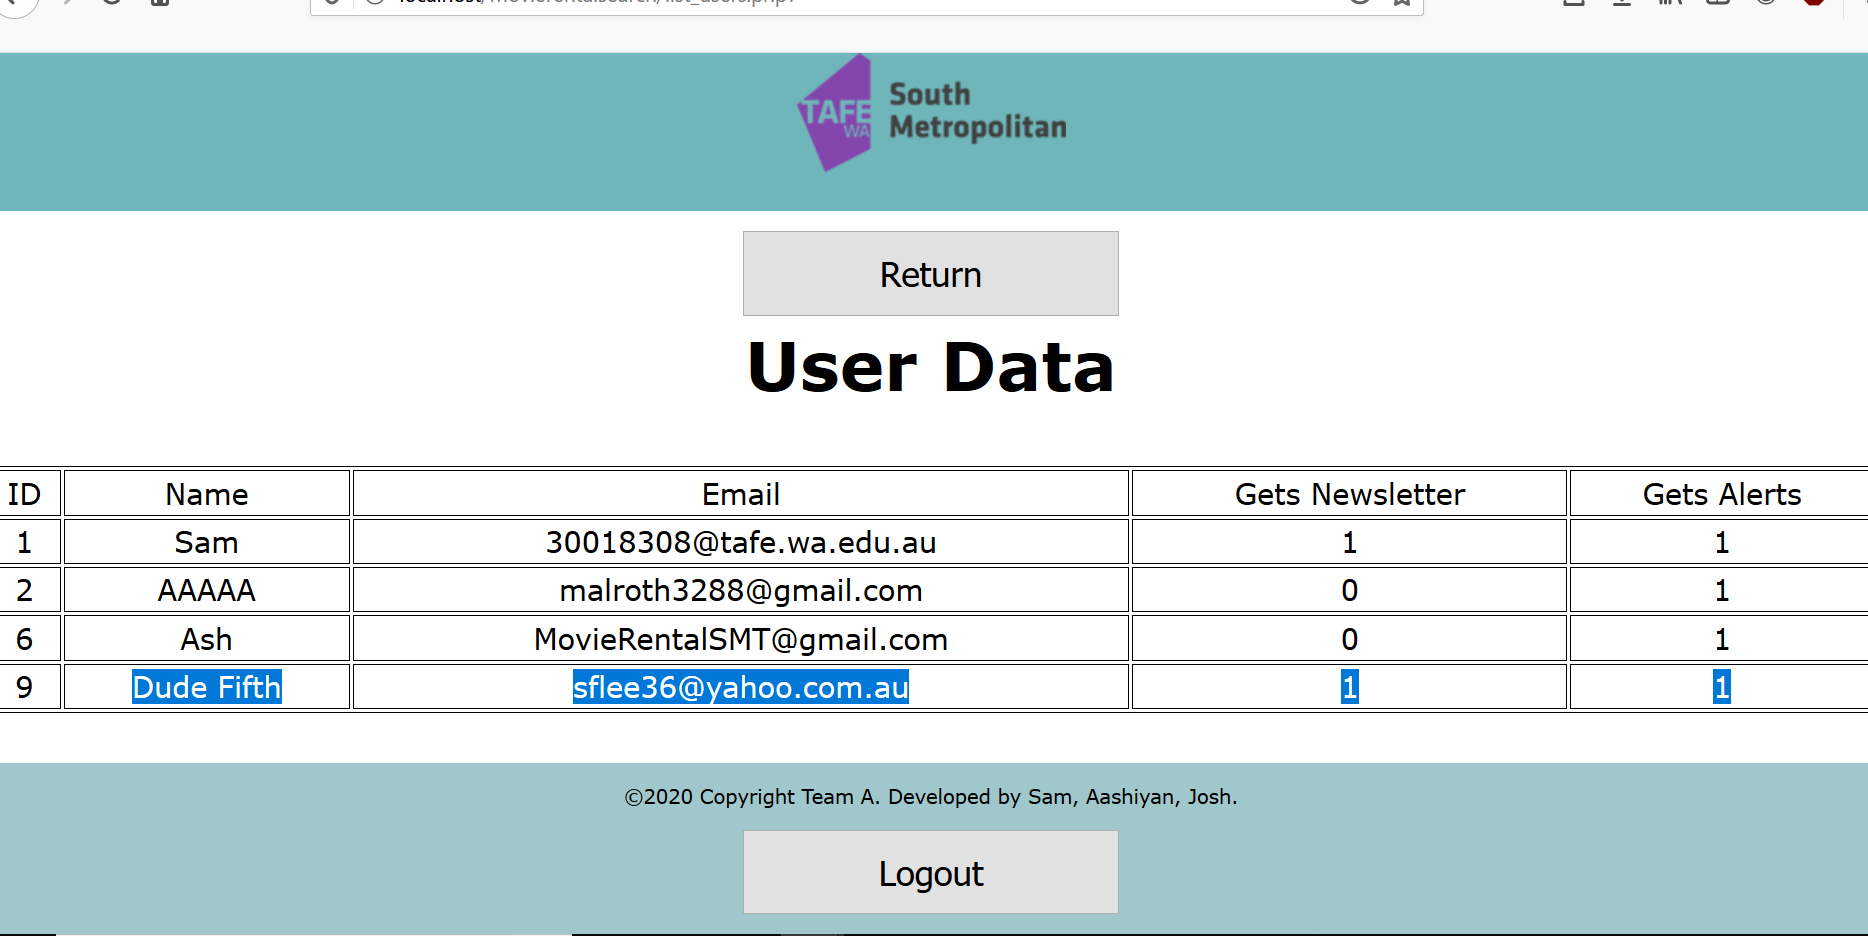 TAFE
WA
South
Metropolitan
Return
User Data
ID Name Email Gets Newsletter Gets Alerts
1 Sam 30018308@tafe.wa.edu.au 1 1
2 AAAAA malroth3288@gmail.com 0 1
6 Ash MovieRentalSMT@gmail.com 0 1
9 Dude Fifth sflee36@yahoo.com.au 1 1
©2020 Copyright Team A. Developed by Sam, Aashiyan, Josh.
Logout